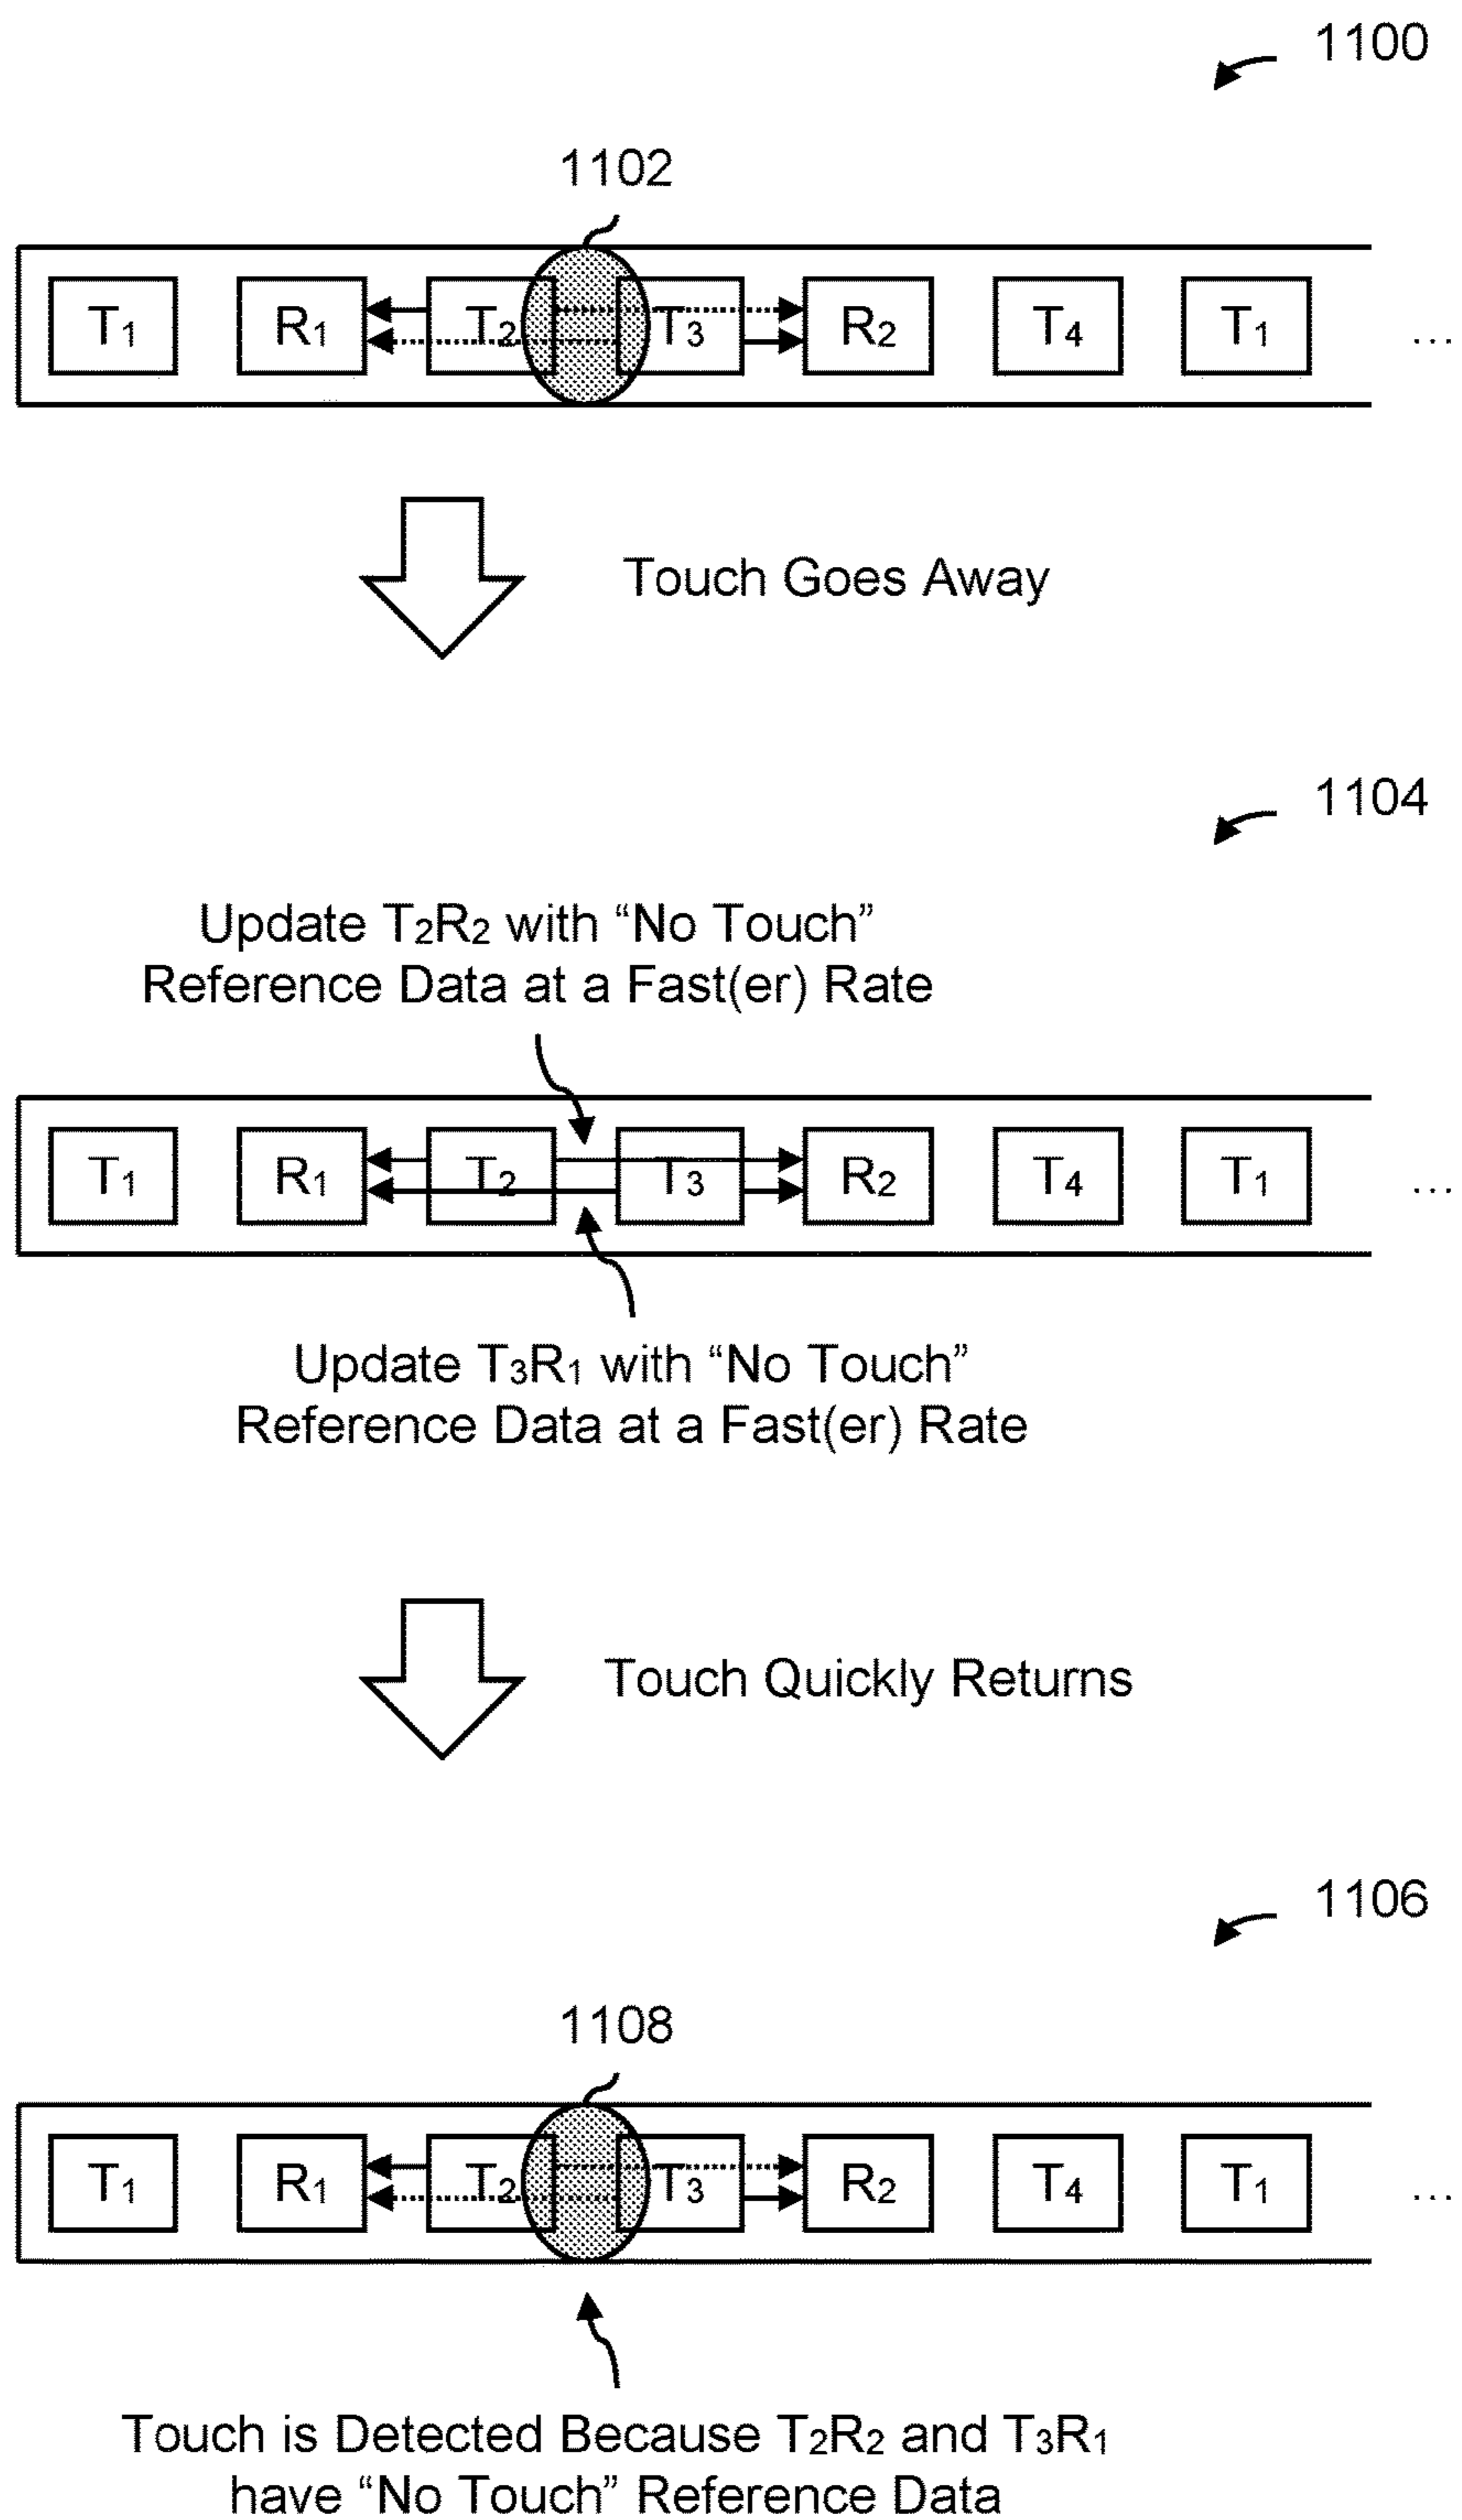 1100
1102
T₁ R₁ T₂ T₃ R₂ T₄ T₁ ...
Touch Goes Away
1104
Update T₂R₂ with “No Touch”
Reference Data at a Fast(er) Rate
T₁ R₁ T₂ T₃ R₂ T₄ T₁ ...
Update T₃R₁ with “No Touch”
Reference Data at a Fast(er) Rate
Touch Quickly Returns
1106
1108
T₁ R₁ T₂ T₃ R₂ T₄ T₁ ...
Touch is Detected Because T₂R₂ and T₃R₁
have “No Touch” Reference Data